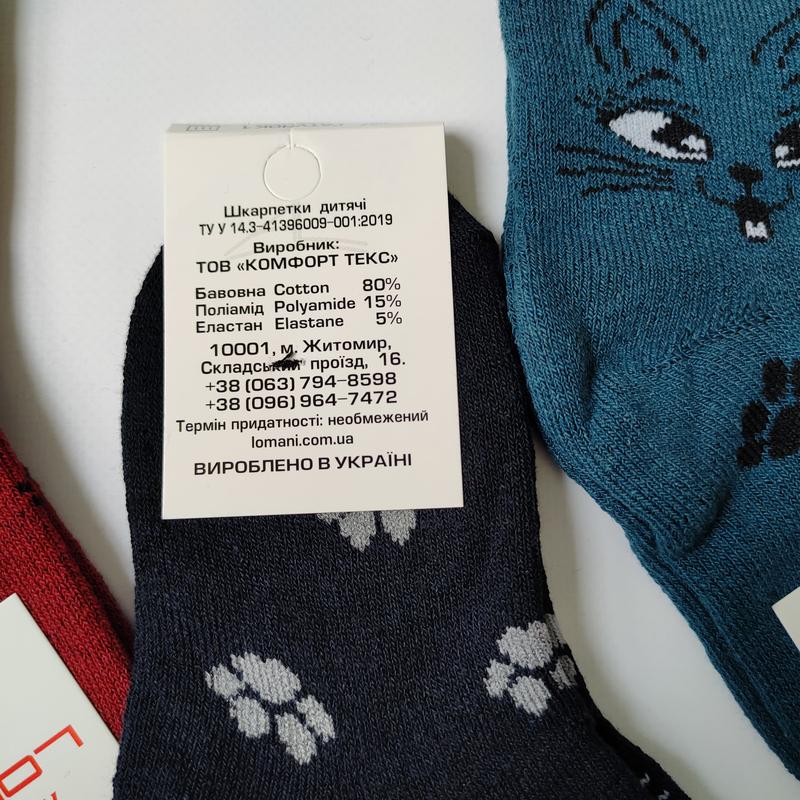 Шкарпетки дитячі
ТУ У 14.3-41396009-001:2019
Виробник:
ТОВ «КОМФОРТ ТЕКС»
Бавовна Cotton 80%
Поліамід Polyamide 15%
Еластан Elastane 5%
10001, м. Житомир,
Складський проїзд, 16.
+38 (063) 794-8598
+38 (096) 964-7472
Термін придатності: необмежений
lomani.com.ua
ВИРОБЛЕНО В УКРАЇНІ